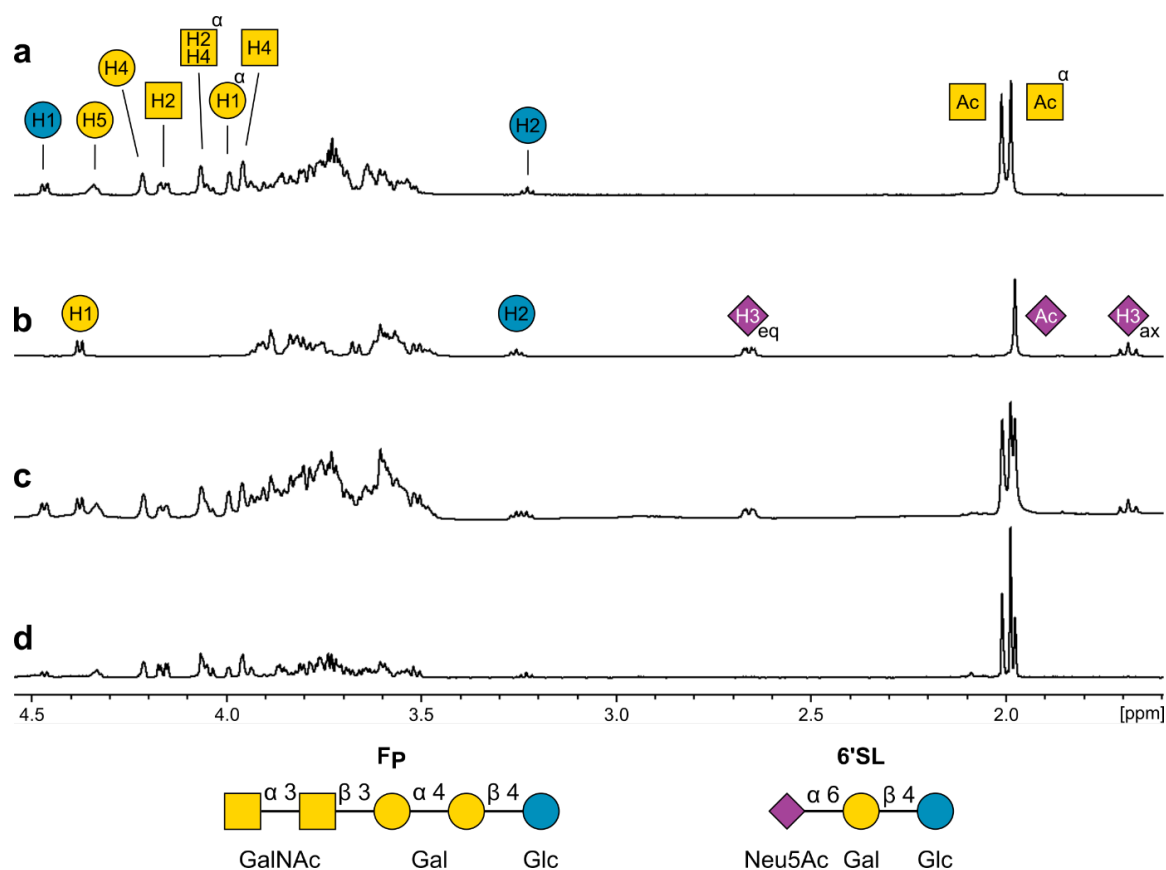 a
H1
H5
H4
H2
H2
H4
α
H1
α
H4
H2
Ac
Ac
α
b
H1
H2
H3
eq
Ac
H3
ax
c
d
4.5 4.0 3.5 3.0 2.5 2.0 [ppm]
Fp 6'SL
α 3 β 3 α 4 β 4 α 6 β 4
GalNAc Gal Glc Neu5Ac Gal Glc